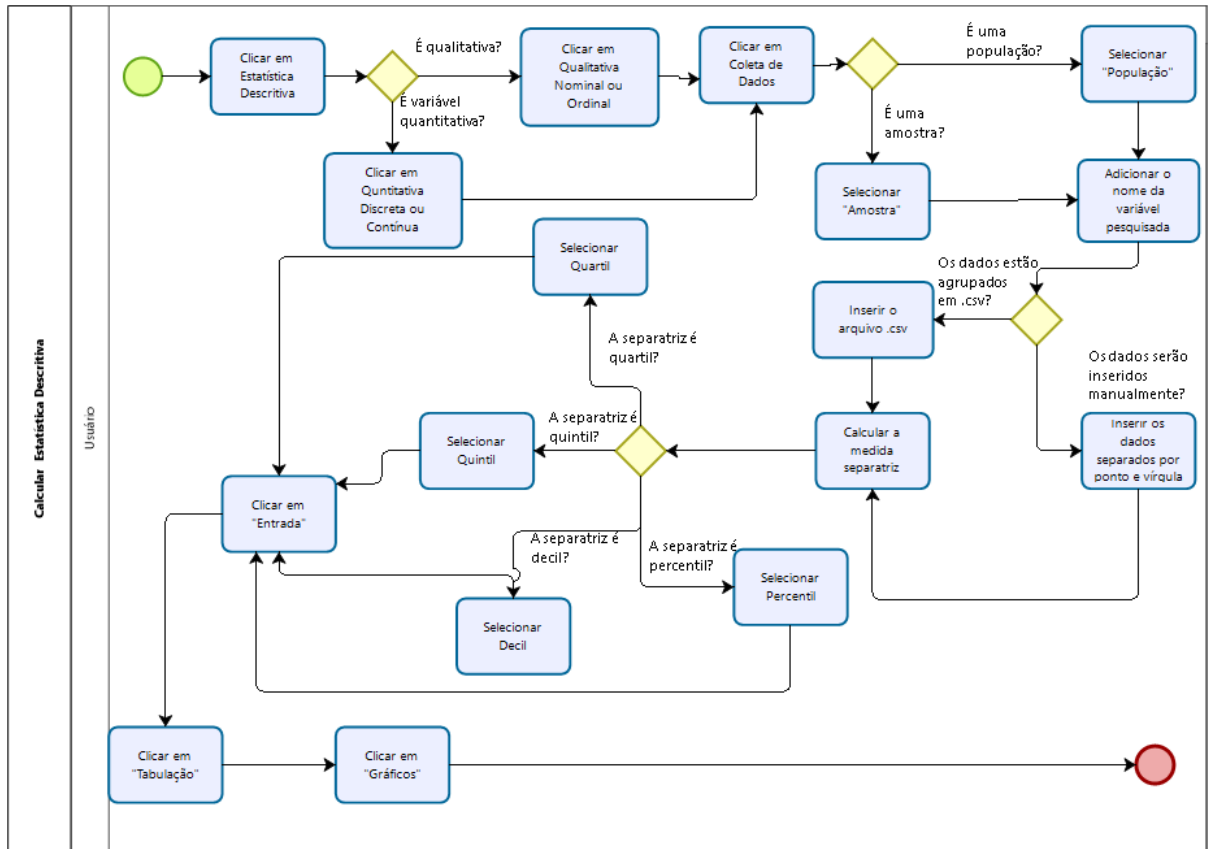 Calcular Estatística Descritiva
Usuário
Clicar em
Estatística
Descritiva
É qualitativa?
É variável
quantitativa?
Clicar em
Qualitativa
Nominal ou
Ordinal
Clicar em
Quntitativa
Discreta ou
Contínua
Clicar em
Coleta de
Dados
É uma
população?
É uma
amostra?
Selecionar
"População"
Selecionar
"Amostra"
Adicionar o
nome da
variável
pesquisada
Os dados estão
agrupados
em .csv?
Inserir o
arquivo .csv
Os dados serão
inseridos
manualmente?
Inserir os
dados
separados por
ponto e vírgula
Calcular a
medida
separatriz
A separatriz é
quartil?
Selecionar
Quartil
A separatriz é
quintil?
Selecionar
Quintil
A separatriz é
decil?
Selecionar
Decil
A separatriz é
percentil?
Selecionar
Percentil
Clicar em
"Entrada"
Clicar em
"Tabulação"
Clicar em
"Gráficos"